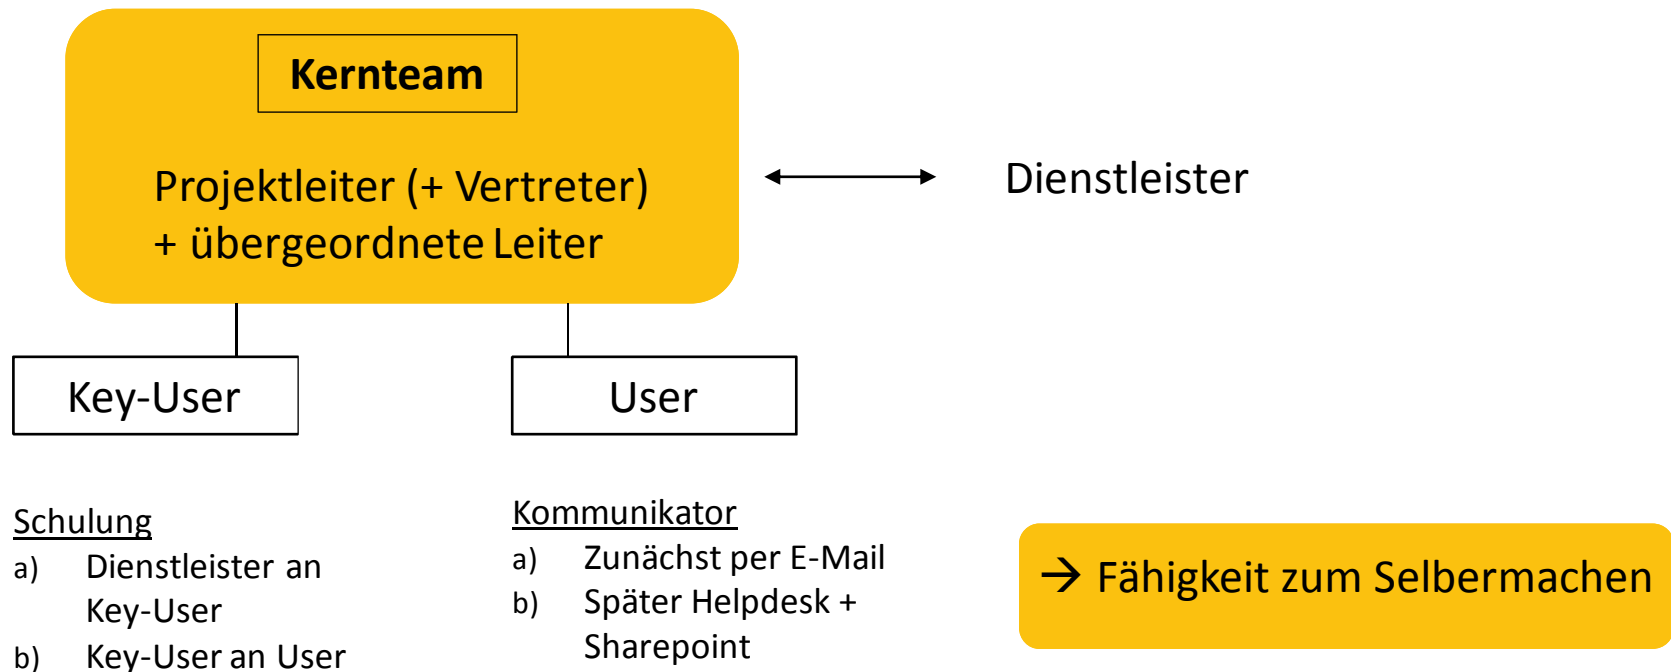 Kernteam
Projektleiter (+ Vertreter)
+ übergeordnete Leiter
Dienstleister
Key-User
User
Schulung
a) Dienstleister an
Key-User
b) Key-User an User
Kommunikator
a) Zunächst per E-Mail
b) Später Helpdesk +
Sharepoint
→ Fähigkeit zum Selbermachen